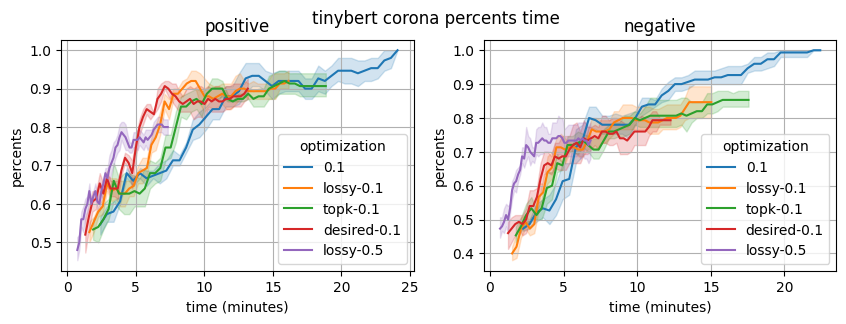 tinybert corona percents time
positive
percents
1.0
0.9
0.8
0.7
0.6
0.5
0
5
10
15
20
25
time (minutes)
optimization
0.1
lossy-0.1
topk-0.1
desired-0.1
lossy-0.5
negative
percents
1.0
0.9
0.8
0.7
0.6
0.5
0.4
0
5
10
15
20
time (minutes)
optimization
0.1
lossy-0.1
topk-0.1
desired-0.1
lossy-0.5